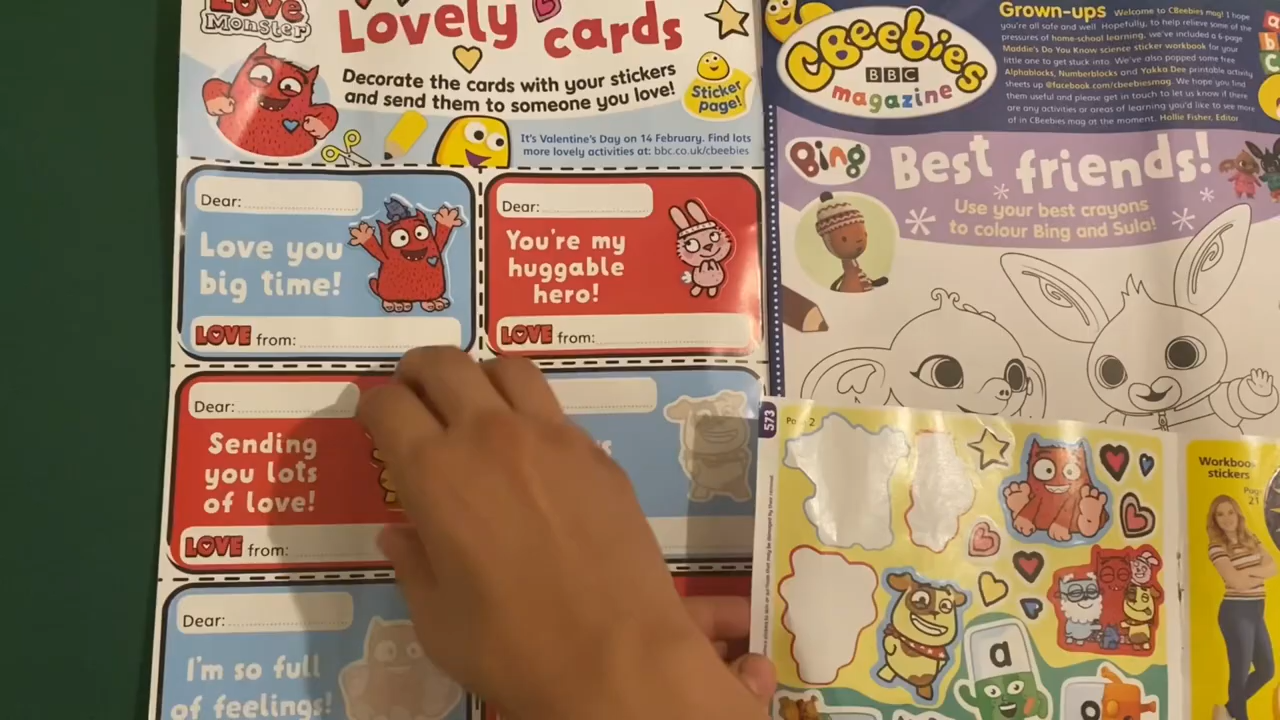 Love
Monster
Lovely cards
Decorate the cards with your stickers
and send them to someone you love!
Sticker
page!
It's Valentine's Day on 14 February. Find lots
more lovely activities at: bbc.co.uk/cbeebies
Dear:
Love you
big time!
LOVE from:
Dear:
You're my
huggable
hero!
LOVE from:
Dear:
Sending
you lots
of love!
LOVE from:
Dear:
I'm so full
of feelings!
CBeebies
BBC
magazine
Grown-ups Welcome to CBeebies mag! I hope
you're all safe and well. Hopefully, to help relieve some of the
pressures of home-school learning, we've included a 6-page
Maddie's Do You Know science sticker workbook for your
little one to get stuck into. We've also popped some free
Alphablocks, Numberblocks and Yakka Dee printable activity
sheets up @facebook.com/cbeebiesmag. We hope you find
them useful and please get in touch to let us know if there
are any activities or areas of learning you'd like to see more
of in CBeebies mag at the moment. Hollie Fisher, Editor
a
b
c
Bing
Best friends!
Use your best crayons
to colour Bing and Sula!
573
2
a
Workbook
stickers
21